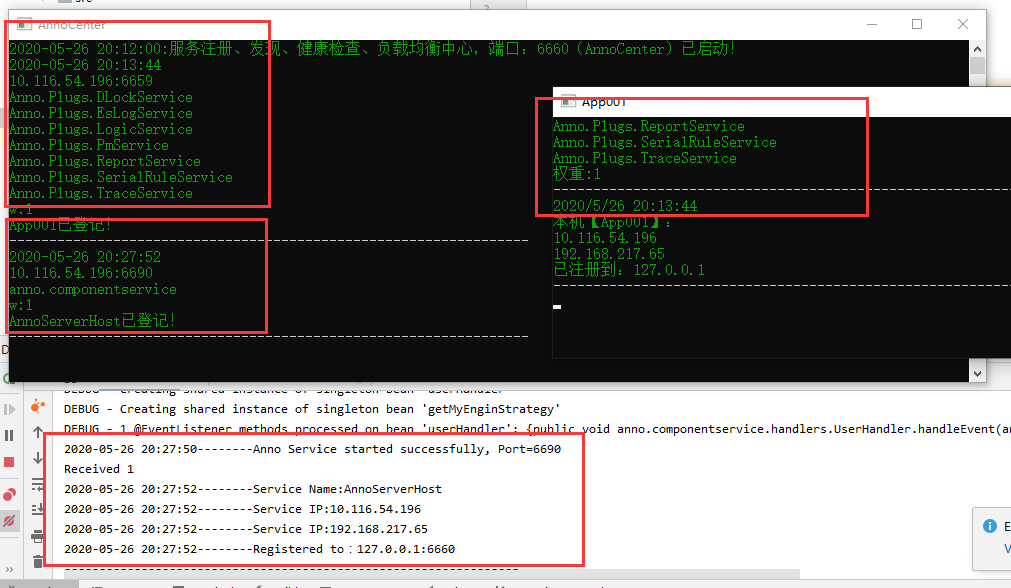 AnnoCenter
2020-05-26 20:12:00:服务注册、发现、健康检查、负载均衡中心，端口：6660（AnnoCenter）已启动！
2020-05-26 20:13:44
10.116.54.196:6659
Anno.Plugs.DLockService
Anno.Plugs.EsLogService
Anno.Plugs.LogicService
Anno.Plugs.PmService
Anno.Plugs.ReportService
Anno.Plugs.SerialRuleService
Anno.Plugs.TraceService
w:1
App001已登记！
2020-05-26 20:27:52
10.116.54.196:6690
anno.componentservice
w:1
AnnoServerHost已登记！
App001
Anno.Plugs.ReportService
Anno.Plugs.SerialRuleService
Anno.Plugs.TraceService
权重:1
2020/5/26 20:13:44
本机【App001】：
10.116.54.196
192.168.217.65
已注册到：127.0.0.1
DEBUG - Creating shared instance of singleton bean 'userHandler'
DEBUG - Creating shared instance of singleton bean 'getMyEnginStrategy'
DEBUG - 1 @EventListener methods processed on bean 'userHandler': {public void anno.componentservice.handlers.UserHandler.handleEvent(an
2020-05-26 20:27:50--------Anno Service started successfully, Port=6690
Received 1
2020-05-26 20:27:52--------Service Name:AnnoServerHost
2020-05-26 20:27:52--------Service IP:10.116.54.196
2020-05-26 20:27:52--------Service IP:192.168.217.65
2020-05-26 20:27:52--------Registered to：127.0.0.1:6660